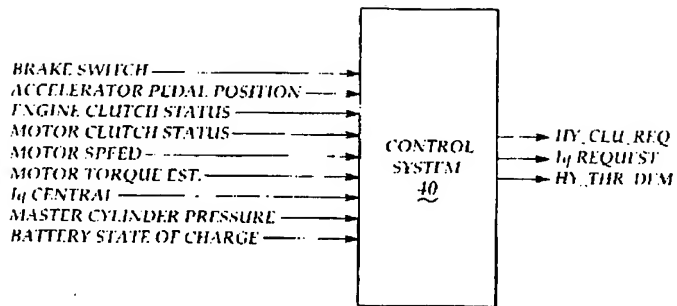 BRAKE SWITCH
ACCELERATOR PEDAL POSITION
ENGINE CLUTCH STATUS
MOTOR CLUTCH STATUS
MOTOR SPEED
MOTOR TORQUE EST.
Iq CENTRAL
MASTER CYLINDER PRESSURE
BATTERY STATE OF CHARGE
CONTROL
SYSTEM
40
HY_CLU_REQ
Iq REQUEST
HY_THR_DEM